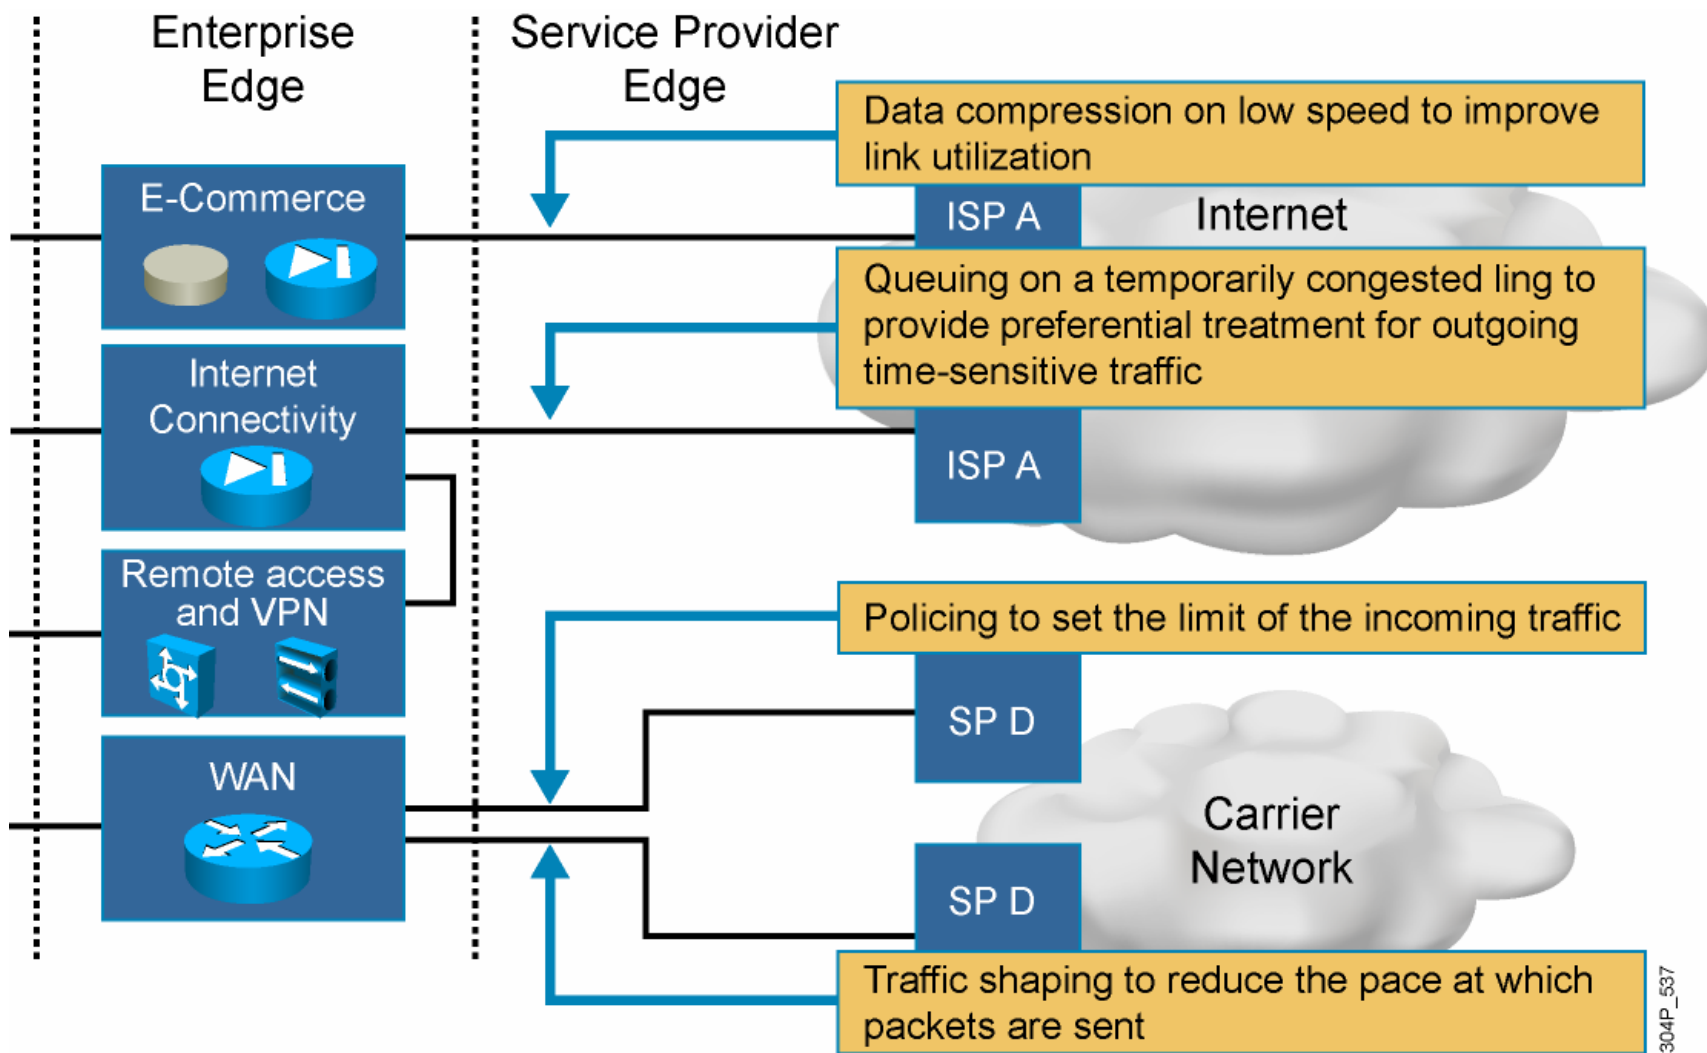 Enterprise
Edge
Service Provider
Edge
Data compression on low speed to improve
link utilization
E-Commerce
ISP A
Internet
Queuing on a temporarily congested ling to
provide preferential treatment for outgoing
time-sensitive traffic
Internet
Connectivity
ISP A
Remote access
and VPN
Policing to set the limit of the incoming traffic
SP D
WAN
Carrier
Network
SP D
Traffic shaping to reduce the pace at which
packets are sent
304P_537